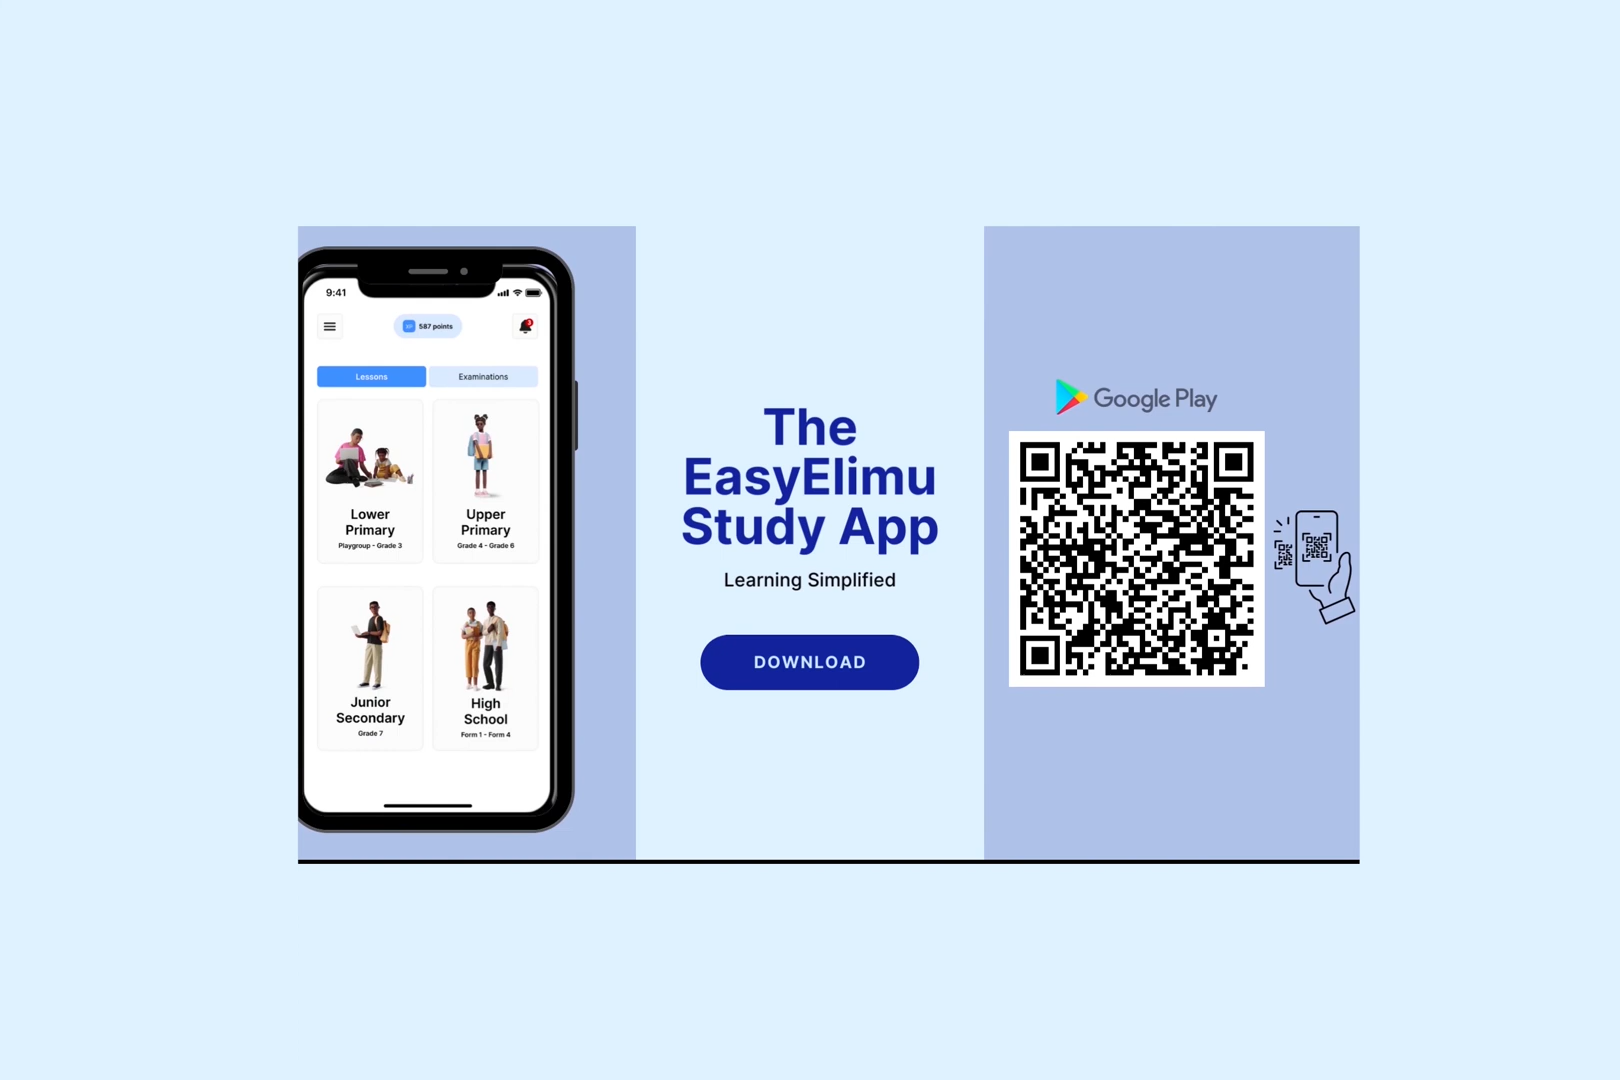 9:41
587 points
Lessons
Examinations
Lower
Primary
Playgroup - Grade 3
Upper
Primary
Grade 4 - Grade 6
Junior
Secondary
Grade 7
High
School
Form 1 - Form 4
The
EasyElimu
Study App
Learning Simplified
DOWNLOAD
Google Play